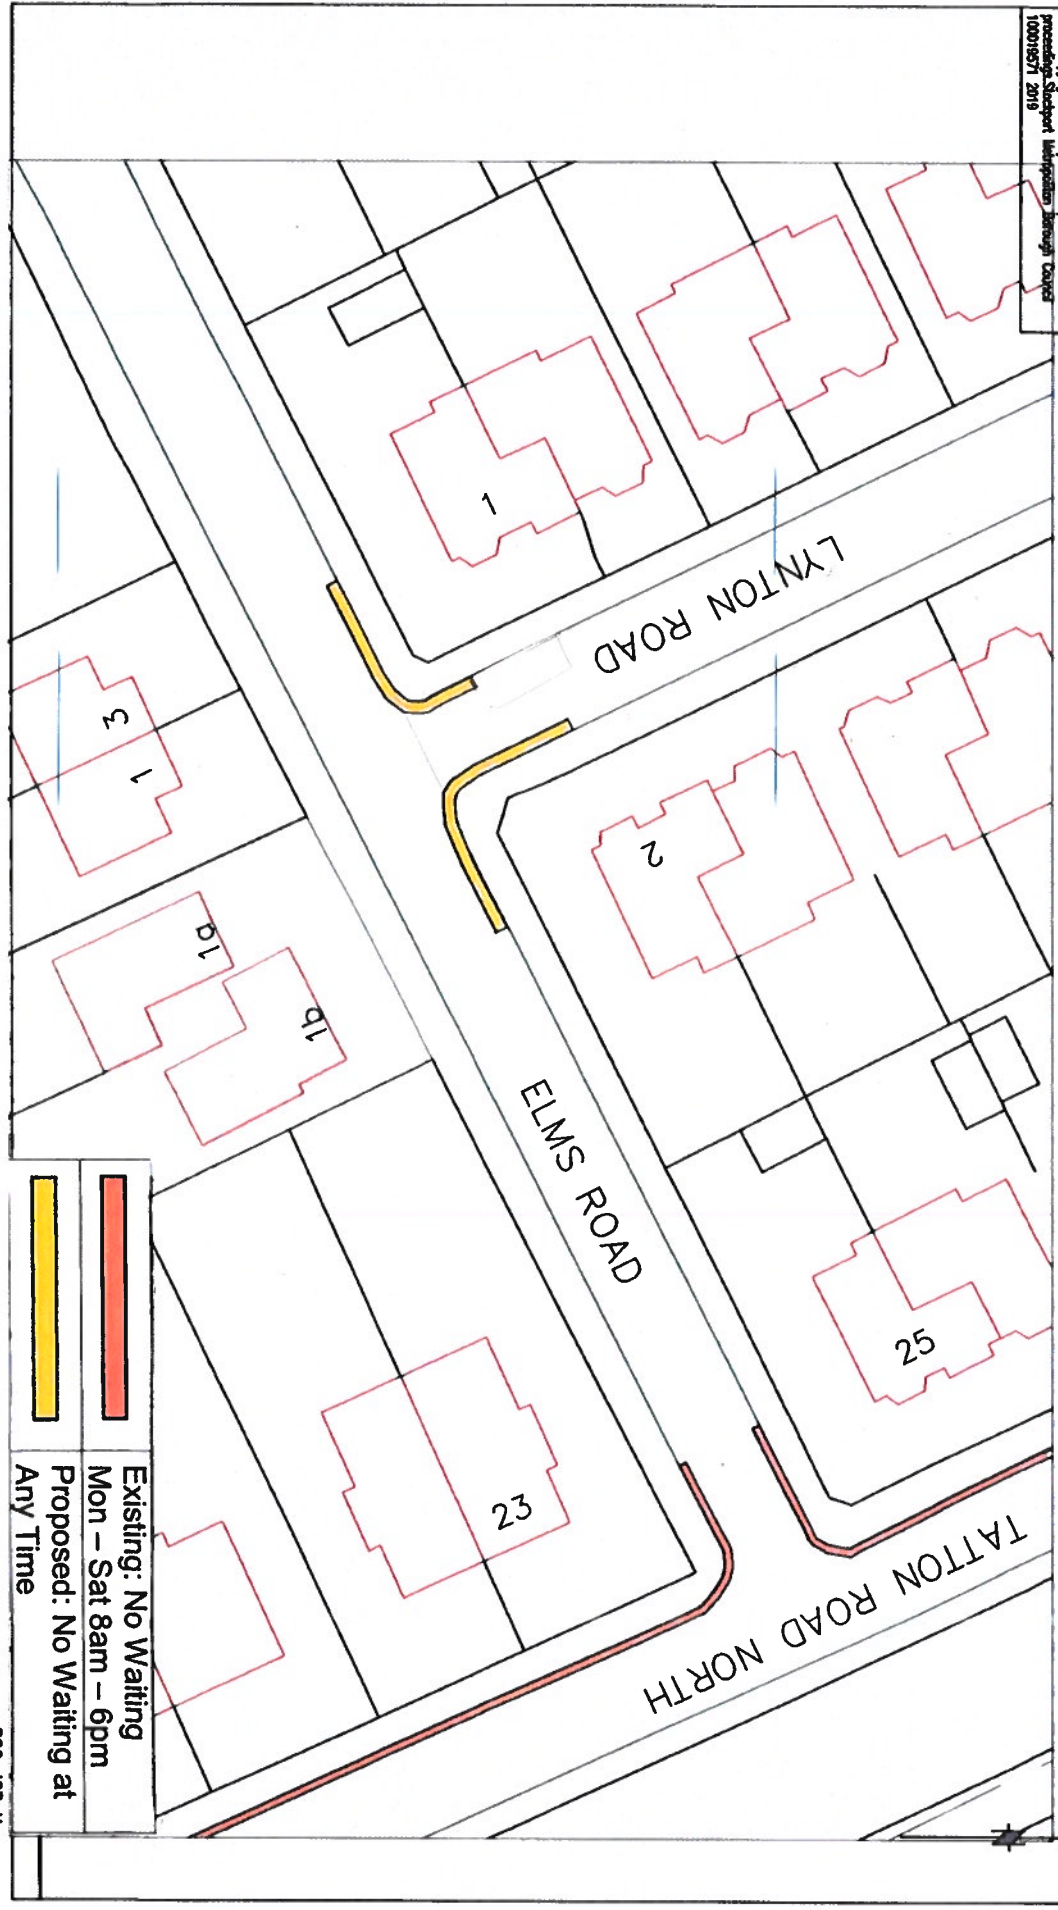 proceedings. Stockport Metropolitan Borough Council
100019571 2019
LYNTON ROAD
ELMS ROAD
TATTON ROAD NORTH
1
2
3
1
1a
1b
23
25
Existing: No Waiting
Mon – Sat 8am – 6pm
Proposed: No Waiting at
Any Time